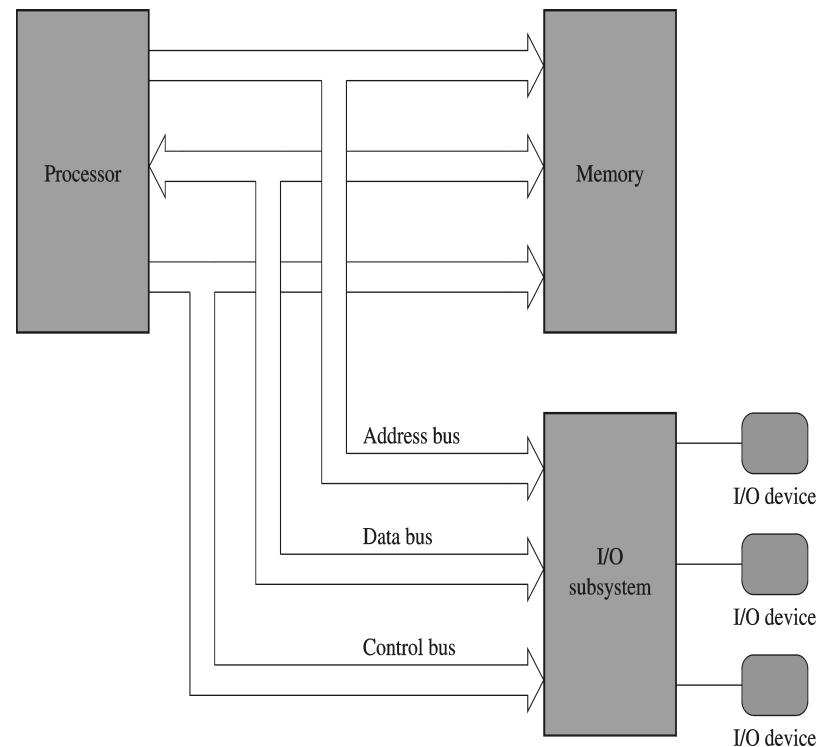 Processor
Memory
Address bus
I/O device
Data bus
I/O
subsystem
I/O device
Control bus
I/O device